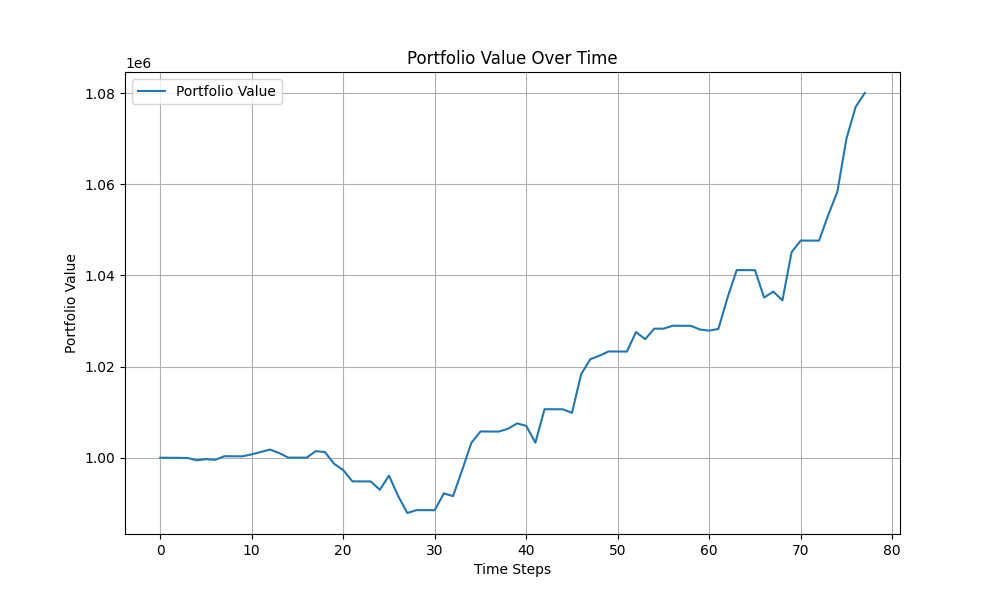 Portfolio Value Over Time
1e6
Portfolio Value
1.08
1.06
1.04
1.02
1.00
Portfolio Value
0 10 20 30 40 50 60 70 80
Time Steps